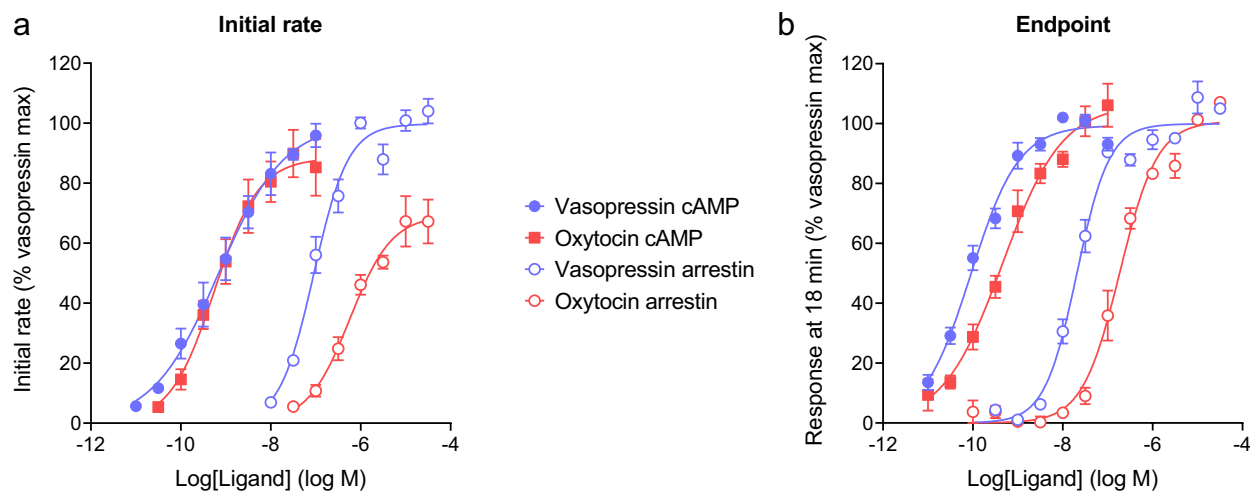 a
Initial rate
Initial rate (% vasopressin max)
120
100
80
60
40
20
0
-12
-10
-8
-6
-4
Log[Ligand] (log M)
Vasopressin cAMP
Oxytocin cAMP
Vasopressin arrestin
Oxytocin arrestin
b
Endpoint
Response at 18 min (% vasopressin max)
120
100
80
60
40
20
0
-12
-10
-8
-6
-4
Log[Ligand] (log M)